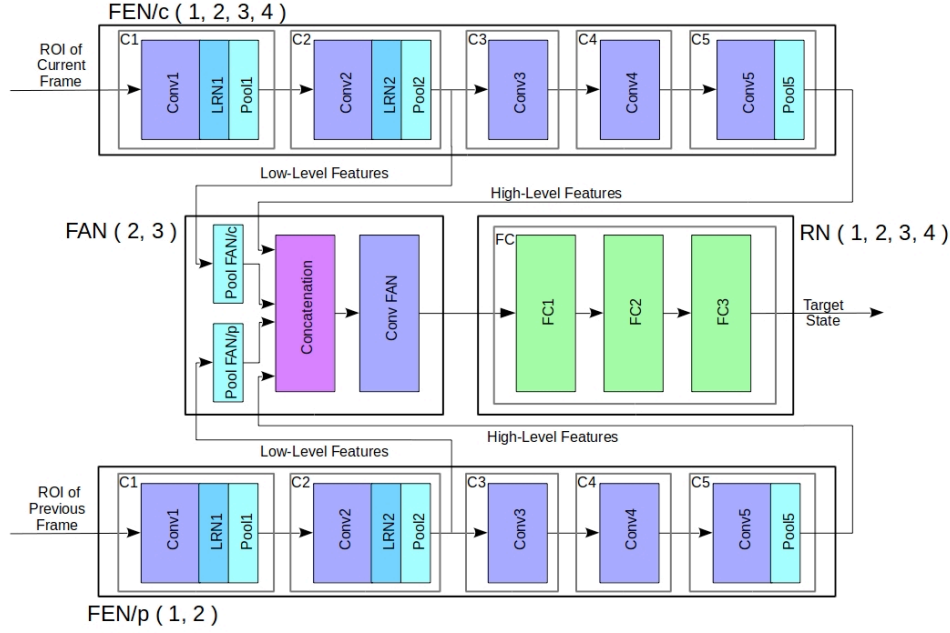 FEN/c ( 1, 2, 3, 4 )
ROI of
Current
Frame
C1
Conv1
LRN1
Pool1
C2
Conv2
LRN2
Pool2
C3
Conv3
C4
Conv4
C5
Conv5
Pool5
Low-Level Features
High-Level Features
FAN ( 2, 3 )
Pool FAN/c
Pool FAN/p
Concatenation
Conv FAN
RN ( 1, 2, 3, 4 )
FC
FC1
FC2
FC3
Target
State
High-Level Features
Low-Level Features
ROI of
Previous
Frame
C1
Conv1
LRN1
Pool1
C2
Conv2
LRN2
Pool2
C3
Conv3
C4
Conv4
C5
Conv5
Pool5
FEN/p ( 1, 2 )